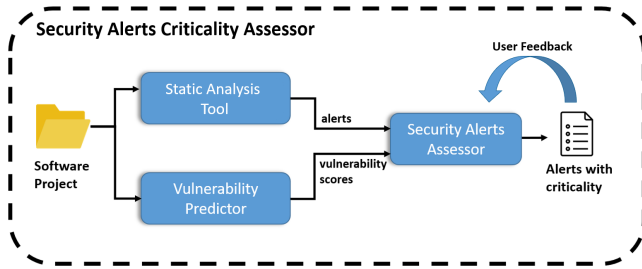 Security Alerts Criticality Assessor
User Feedback
Static Analysis
Tool
alerts
Security Alerts
Assessor
Software
Project
vulnerability
scores
Alerts with
criticality
Vulnerability
Predictor